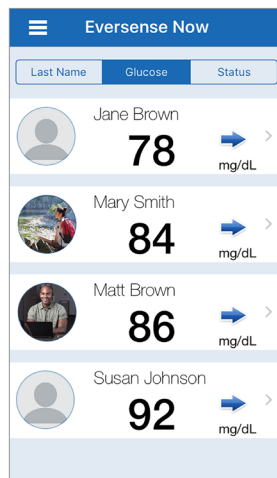 Eversense Now
Last Name Glucose Status
Jane Brown
78
mg/dL
Mary Smith
84
mg/dL
Matt Brown
86
mg/dL
Susan Johnson
92
mg/dL